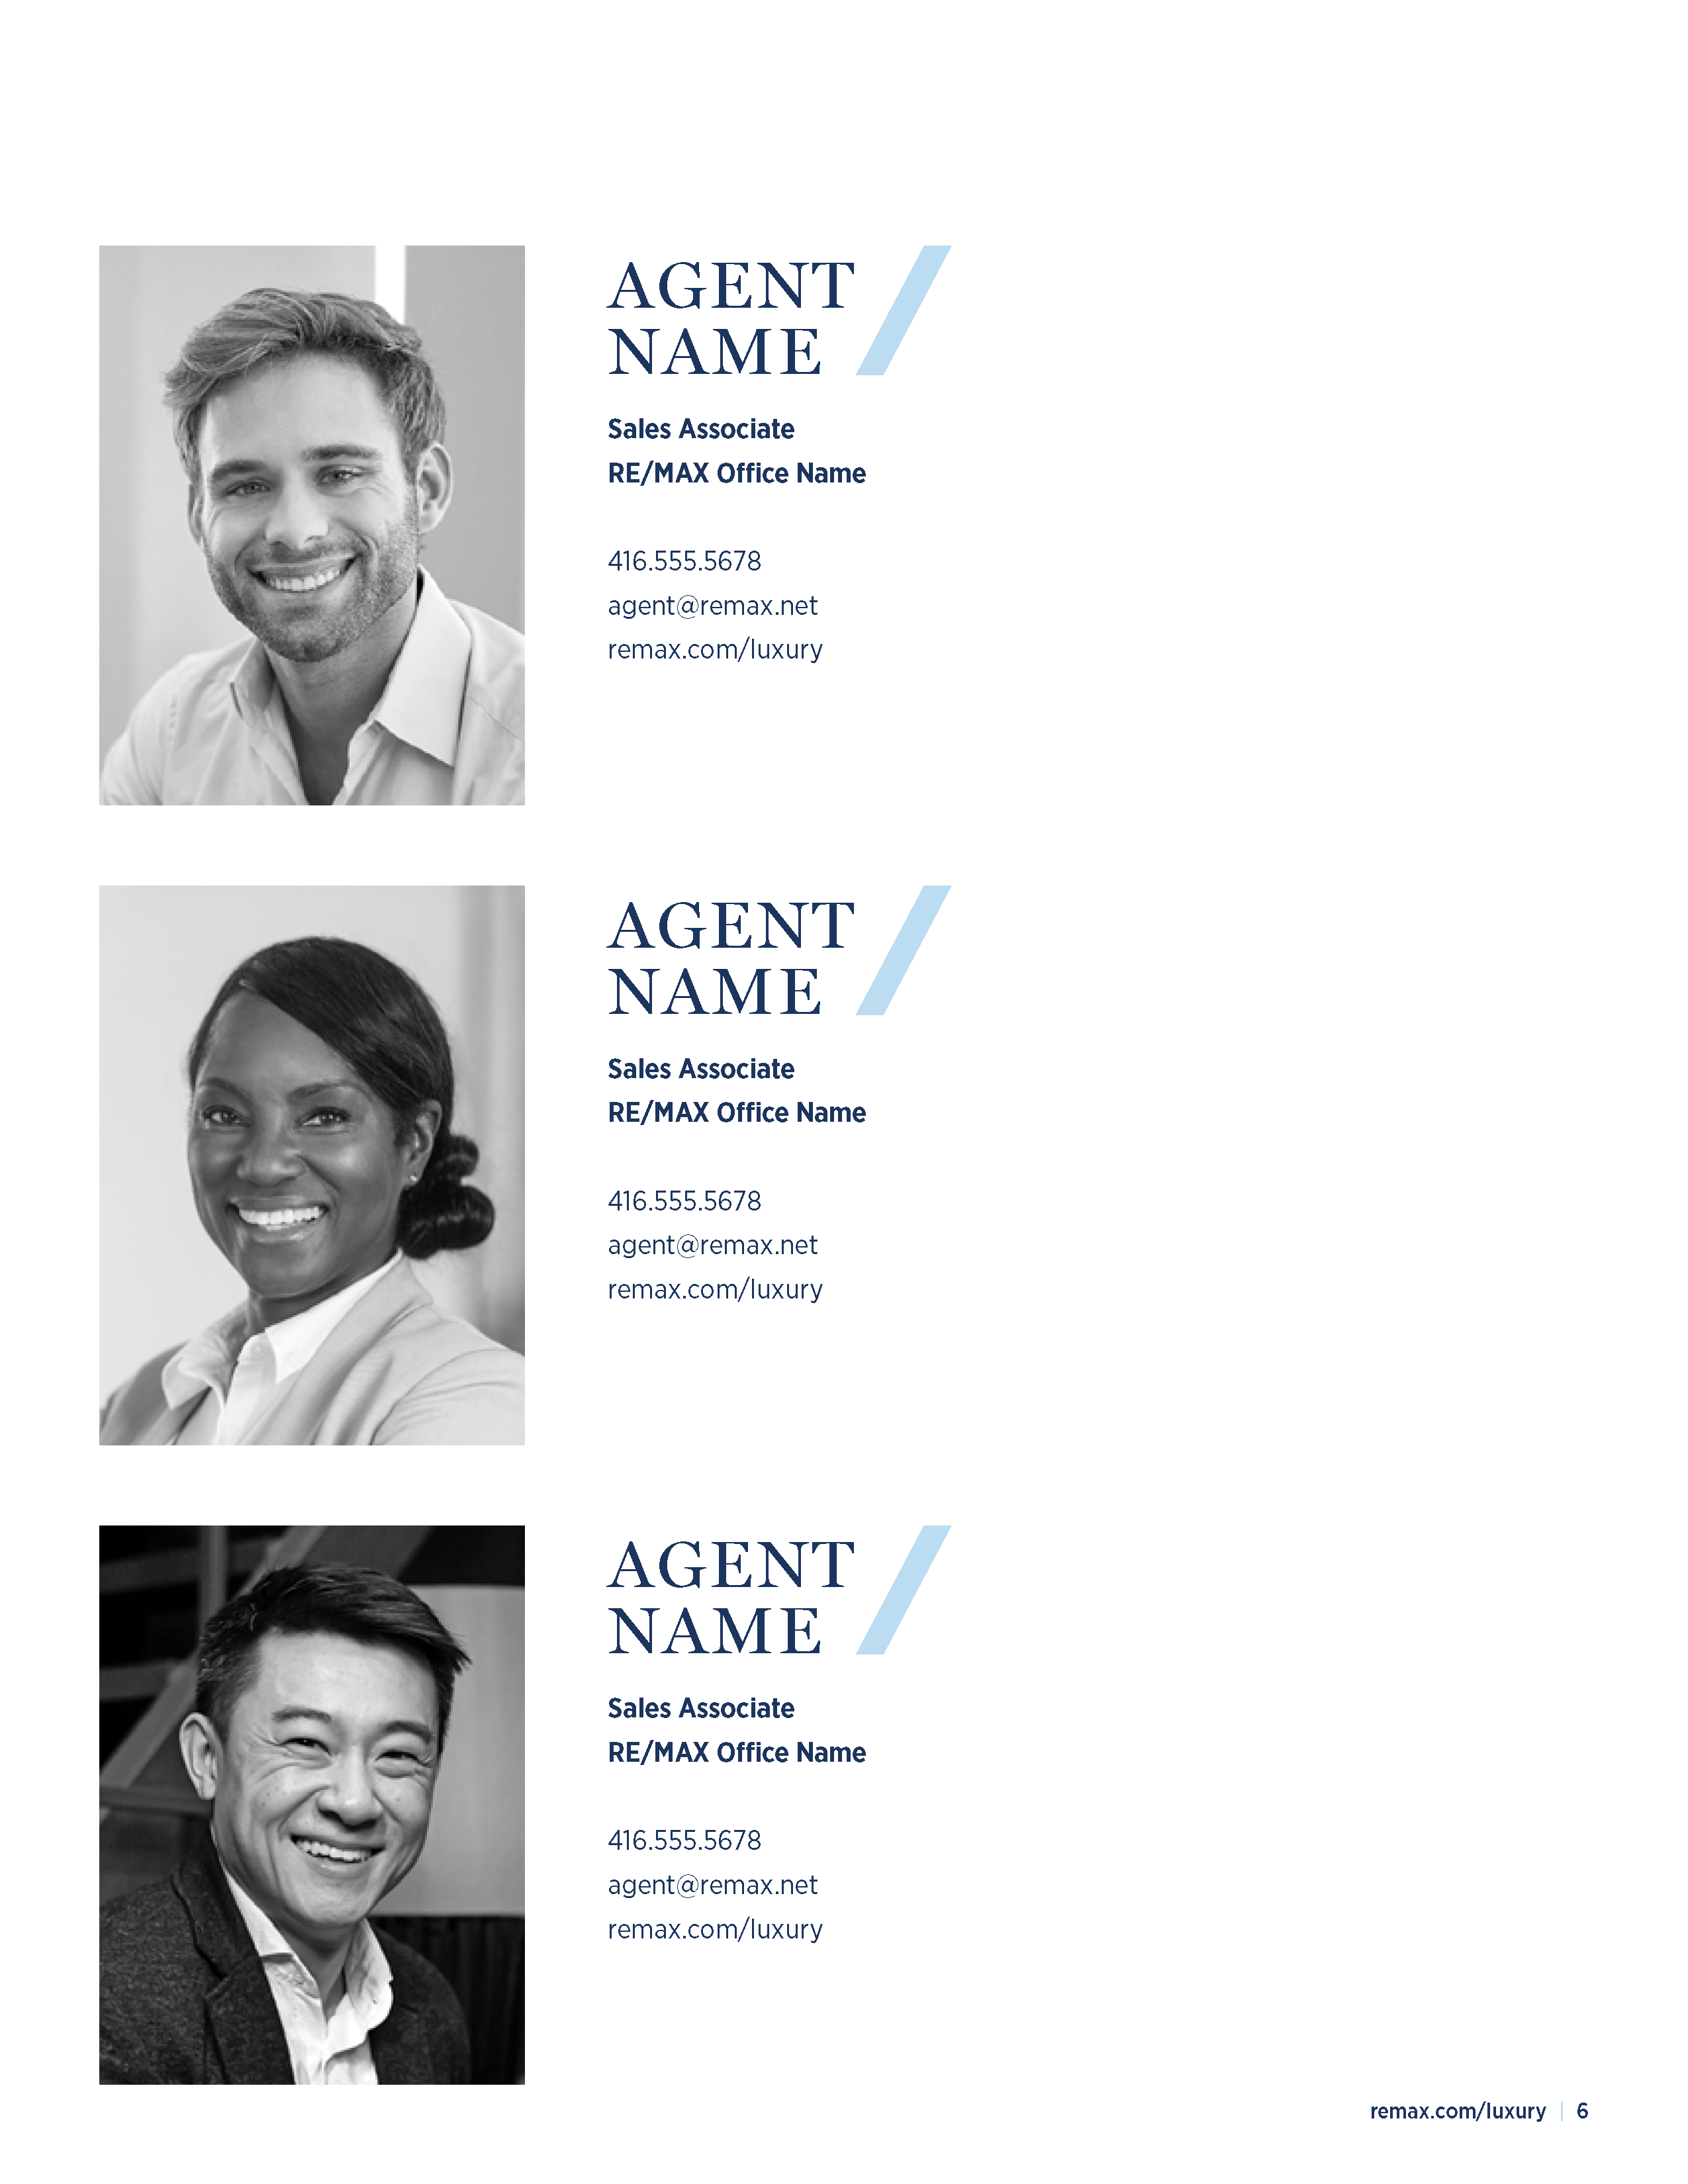 AGENT
NAME
Sales Associate
RE/MAX Office Name
416.555.5678
agent@remax.net
remax.com/luxury
AGENT
NAME
Sales Associate
RE/MAX Office Name
416.555.5678
agent@remax.net
remax.com/luxury
AGENT
NAME
Sales Associate
RE/MAX Office Name
416.555.5678
agent@remax.net
remax.com/luxury
remax.com/luxury | 6